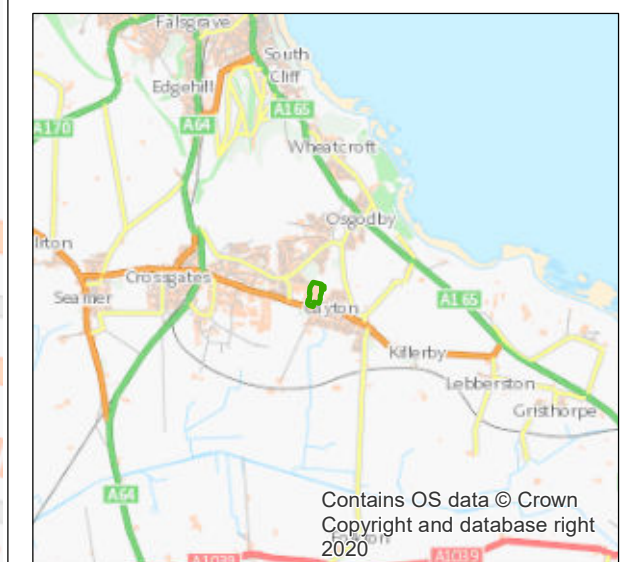 Falsgrave
South
Cliff
Edgehill
A165
A64
A170
Wheatcroft
Osgodby
Crossgates
Seamer
A165
Killerby
Lebberston
Gristhorpe
A64
Contains OS data © Crown
Copyright and database right
2020
A1039